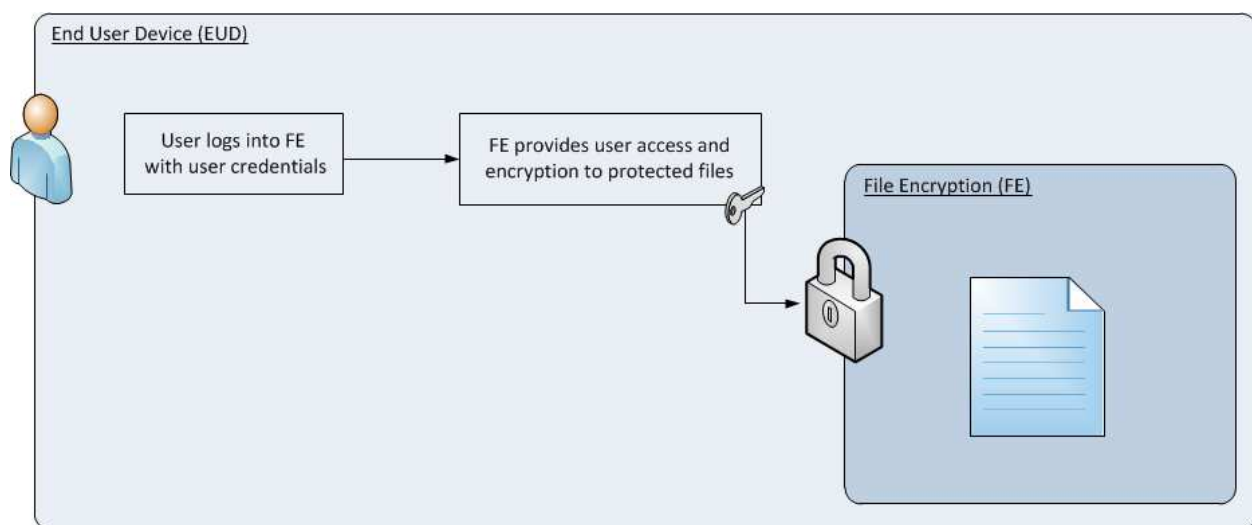 End User Device (EUD)
User logs into FE
with user credentials
FE provides user access and
encryption to protected files
File Encryption (FE)